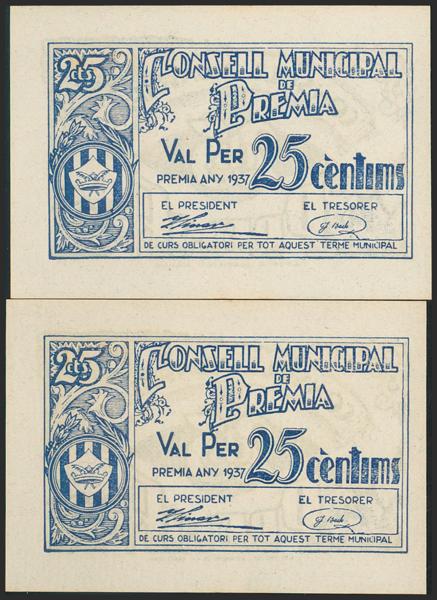 25
cts
CONSELL MUNICIPAL
DE
PREMIA
VAL PER 25 cèntims
PREMIA ANY 1937
EL PRESIDENT EL TRESORER
DE CURS OBLIGATORI PER TOT AQUEST TERME MUNICIPAL
25
cts
CONSELL MUNICIPAL
DE
PREMIA
VAL PER 25 cèntims
PREMIA ANY 1937
EL PRESIDENT EL TRESORER
DE CURS OBLIGATORI PER TOT AQUEST TERME MUNICIPAL